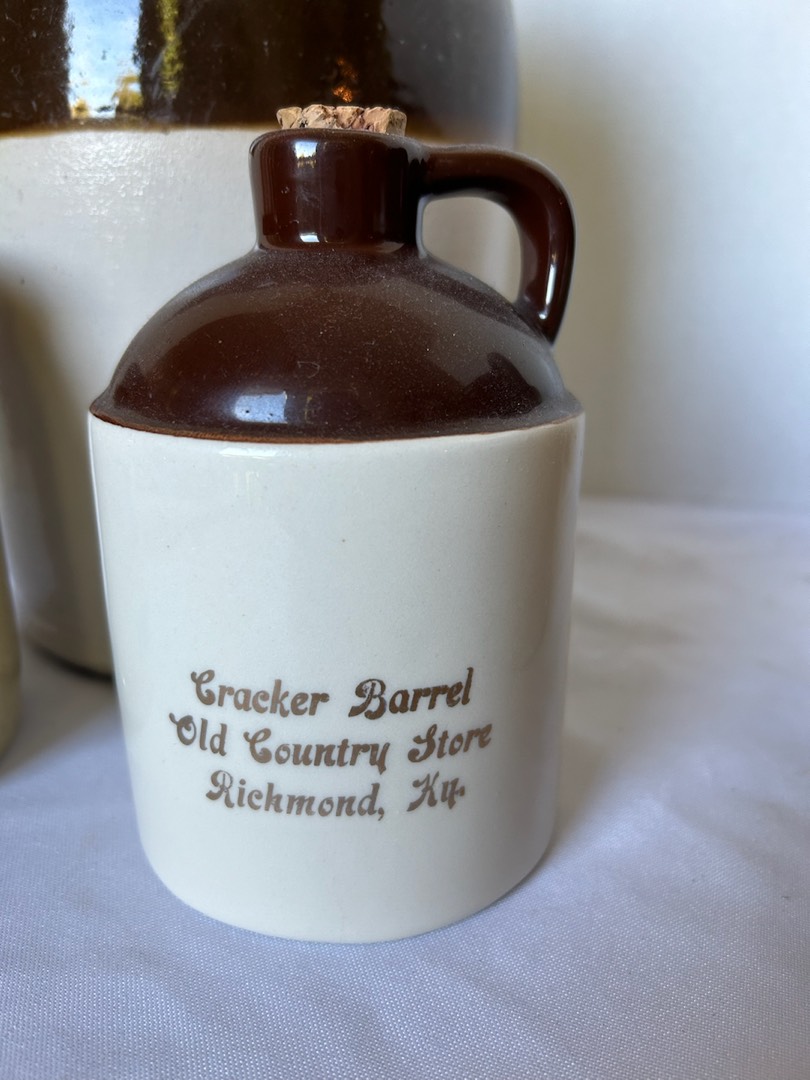 Cracker Barrel
Old Country Store
Richmond, Ky.